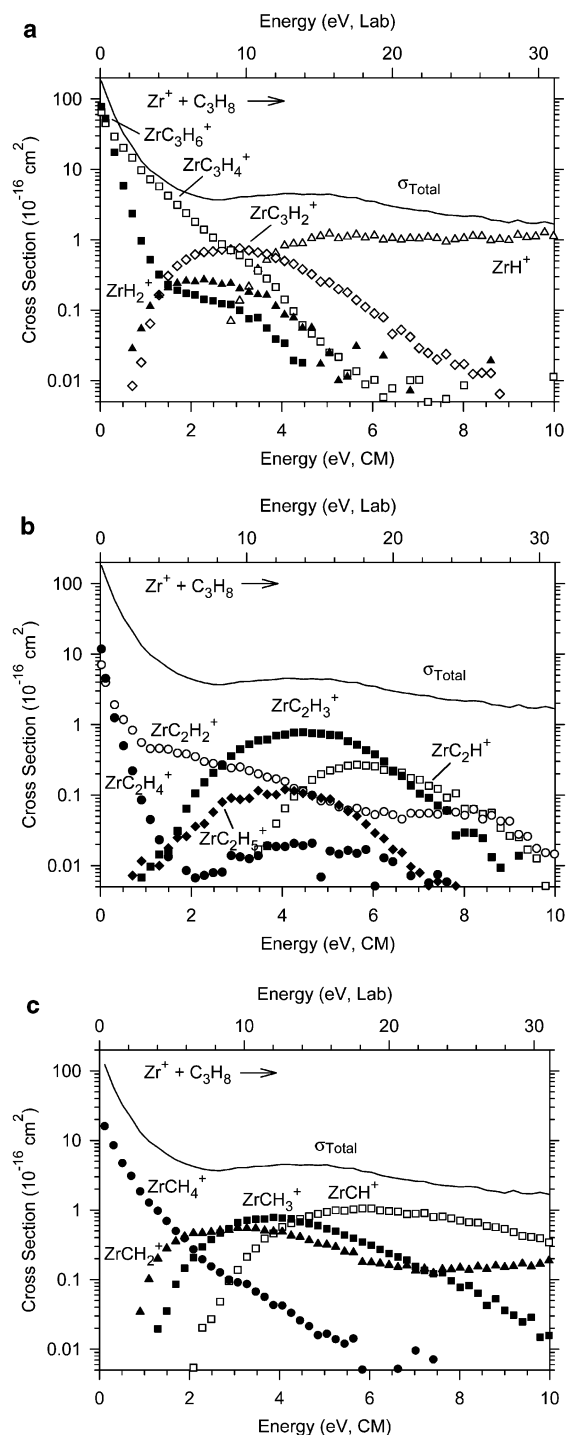 a
Energy (eV, Lab)
0 10 20 30
Zr+ + C3H8
ZrC3H6+
ZrC3H4+
σTotal
ZrC3H2+
ZrH+
ZrH2+
Cross Section (10-16 cm2)
100
10
1
0.1
0.01
0 2 4 6 8 10
Energy (eV, CM)
b
Energy (eV, Lab)
0 10 20 30
Zr+ + C3H8
σTotal
ZrC2H3+
ZrC2H2+
ZrC2H+
ZrC2H4+
ZrC2H5+
Cross Section (10-16 cm2)
100
10
1
0.1
0.01
0 2 4 6 8 10
Energy (eV, CM)
c
Energy (eV, Lab)
0 10 20 30
Zr+ + C3H8
σTotal
ZrCH4+
ZrCH3+
ZrCH+
ZrCH2+
Cross Section (10-16 cm2)
100
10
1
0.1
0.01
0 2 4 6 8 10
Energy (eV, CM)